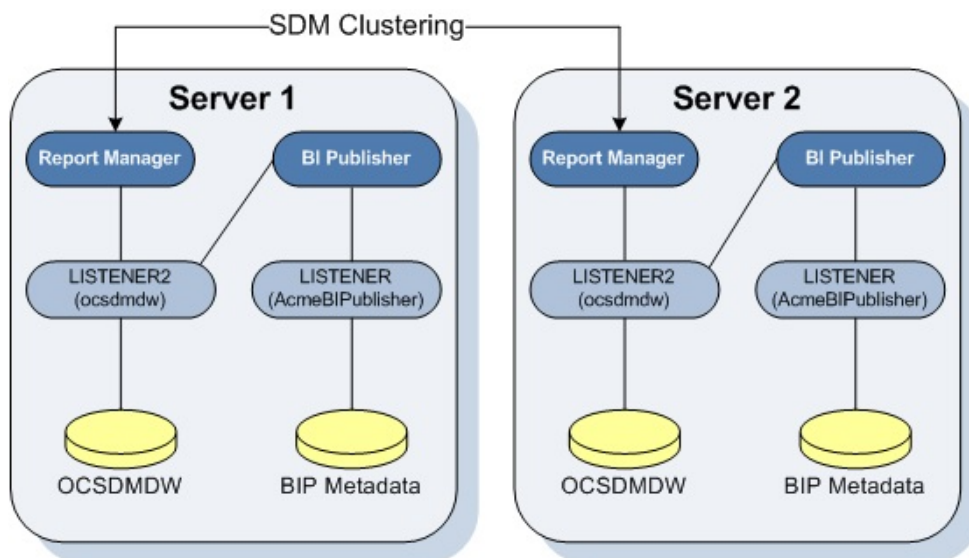 SDM Clustering
Server 1
Report Manager
BI Publisher
LISTENER2
(ocsdmdw)
LISTENER
(AcmeBIPublisher)
OCSDMDW
BIP Metadata
Server 2
Report Manager
BI Publisher
LISTENER2
(ocsdmdw)
LISTENER
(AcmeBIPublisher)
OCSDMDW
BIP Metadata